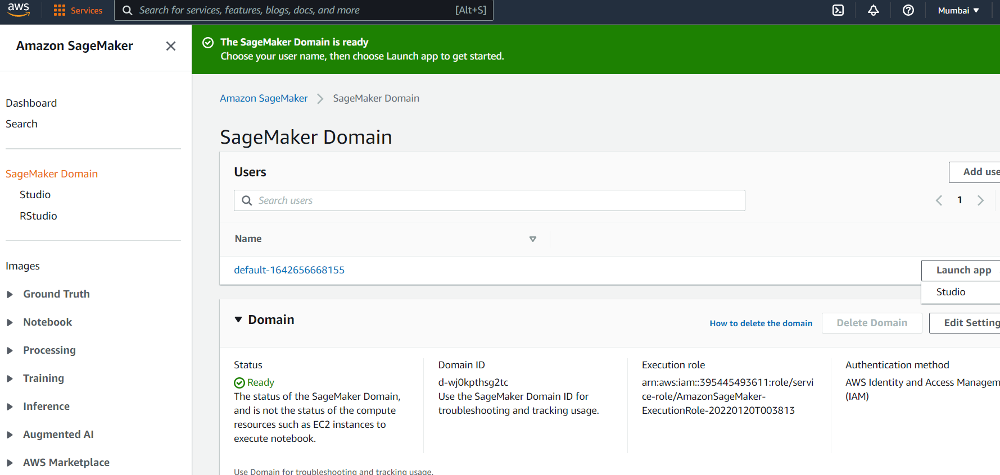 aws
Services
Search for services, features, blogs, docs, and more
[Alt+S]
Mumbai ▼
Amazon SageMaker
The SageMaker Domain is ready
Choose your user name, then choose Launch app to get started.
Dashboard
Search
SageMaker Domain
Studio
RStudio
Images
Ground Truth
Notebook
Processing
Training
Inference
Augmented AI
AWS Marketplace
Amazon SageMaker > SageMaker Domain
SageMaker Domain
Users
Add use
Search users
1
Name
default-1642656668155
Launch app
Studio
Domain
How to delete the domain
Delete Domain
Edit Setting
Status
Ready
The status of the SageMaker Domain,
and is not the status of the compute
resources such as EC2 instances to
execute notebook.
Domain ID
d-wj0kpthsg2tc
Use the SageMaker Domain ID for
troubleshooting and tracking usage.
Execution role
arn:aws:iam::395445493611:role/servi
ce-role/AmazonSageMaker-
ExecutionRole-20220120T003813
Authentication method
AWS Identity and Access Managem
(IAM)
Use Domain for troubleshooting and tracking usage.